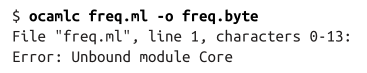 $ ocamlc freq.ml -o freq.byte
File "freq.ml", line 1, characters 0-13:
Error: Unbound module Core